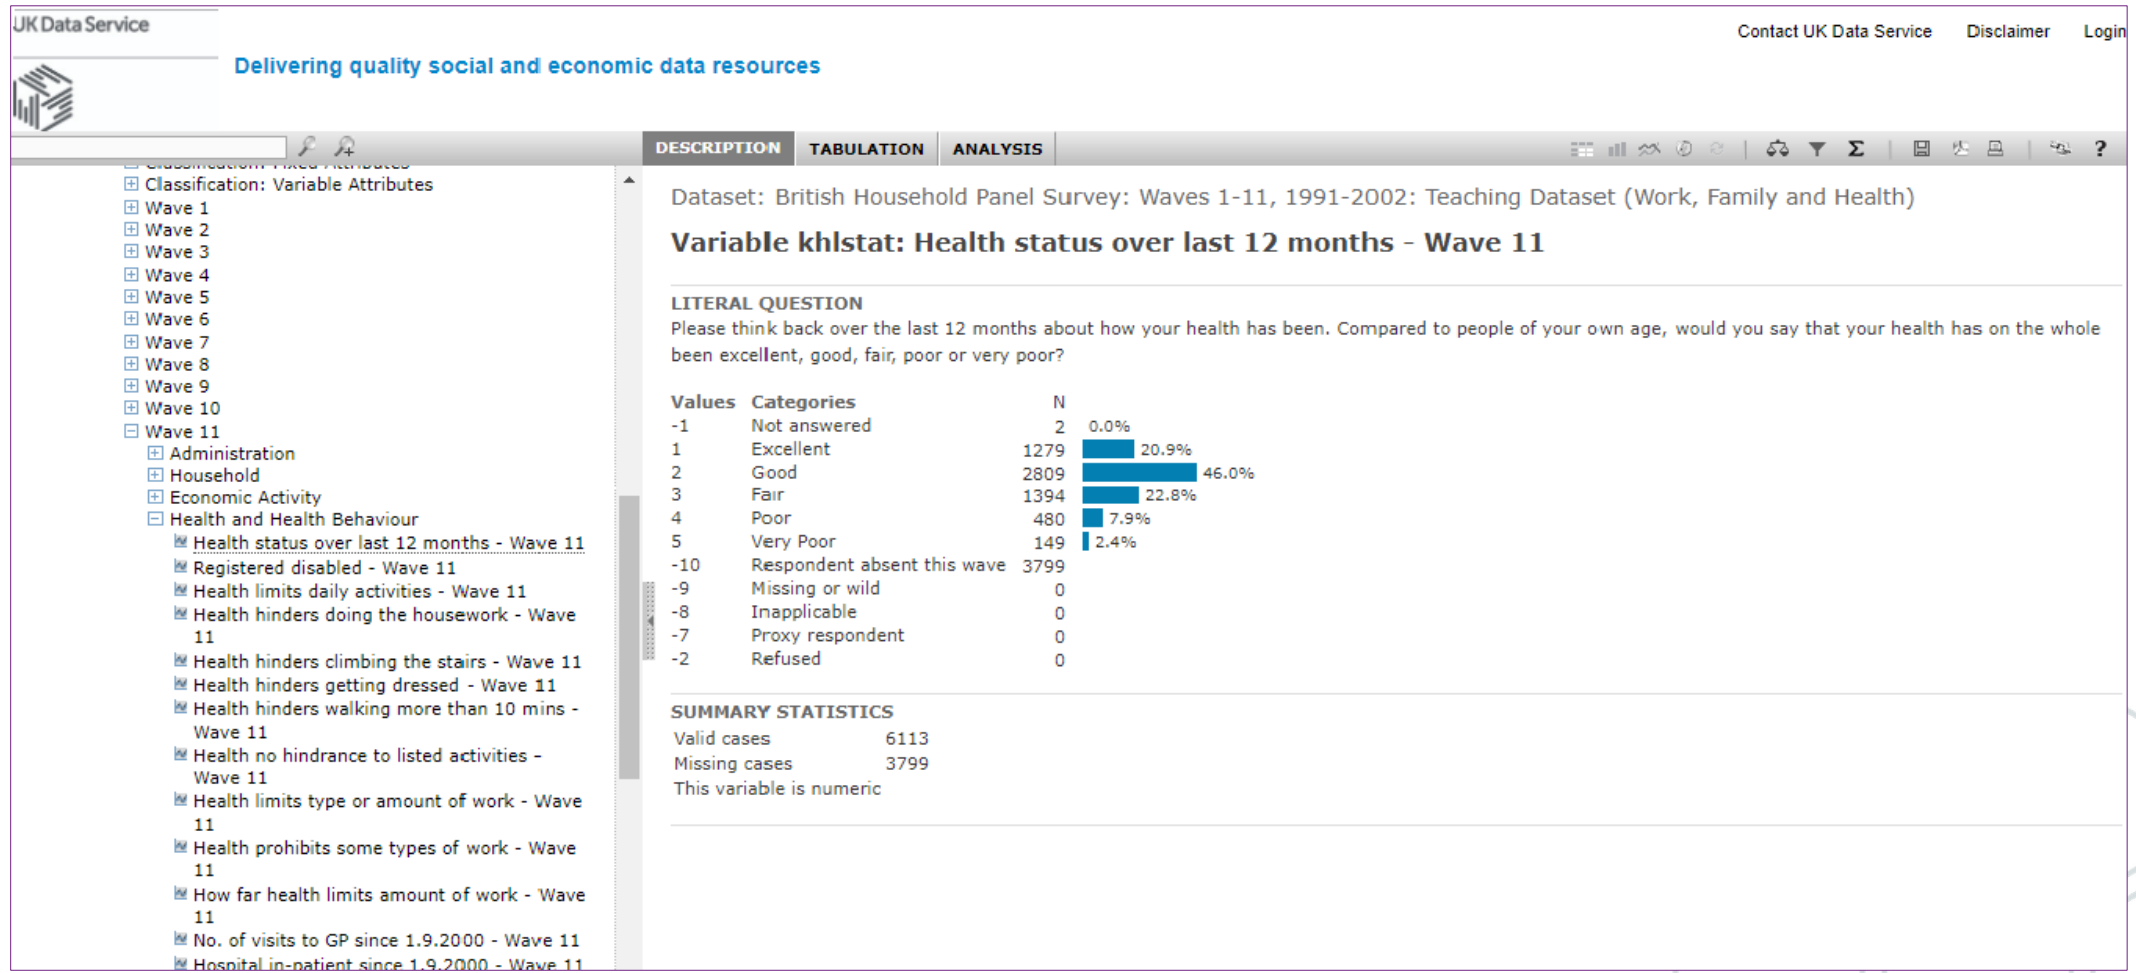 UK Data Service
Contact UK Data Service Disclaimer Login
Delivering quality social and economic data resources
DESCRIPTION TABULATION ANALYSIS
Σ ?
Classification: Fixed Attributes
Classification: Variable Attributes
Wave 1
Wave 2
Wave 3
Wave 4
Wave 5
Wave 6
Wave 7
Wave 8
Wave 9
Wave 10
Wave 11
Administration
Household
Economic Activity
Health and Health Behaviour
Health status over last 12 months - Wave 11
Registered disabled - Wave 11
Health limits daily activities - Wave 11
Health hinders doing the housework - Wave
11
Health hinders climbing the stairs - Wave 11
Health hinders getting dressed - Wave 11
Health hinders walking more than 10 mins -
Wave 11
Health no hindrance to listed activities -
Wave 11
Health limits type or amount of work - Wave
11
Health prohibits some types of work - Wave
11
How far health limits amount of work - Wave
11
No. of visits to GP since 1.9.2000 - Wave 11
Hospital in-patient since 1.9.2000 - Wave 11
Dataset: British Household Panel Survey: Waves 1-11, 1991-2002: Teaching Dataset (Work, Family and Health)
Variable khlstat: Health status over last 12 months - Wave 11
LITERAL QUESTION
Please think back over the last 12 months about how your health has been. Compared to people of your own age, would you say that your health has on the whole
been excellent, good, fair, poor or very poor?
Values Categories N
-1 Not answered 2 0.0%
1 Excellent 1279 20.9%
2 Good 2809 46.0%
3 Fair 1394 22.8%
4 Poor 480 7.9%
5 Very Poor 149 2.4%
-10 Respondent absent this wave 3799
-9 Missing or wild 0
-8 Inapplicable 0
-7 Proxy respondent 0
-2 Refused 0
SUMMARY STATISTICS
Valid cases 6113
Missing cases 3799
This variable is numeric